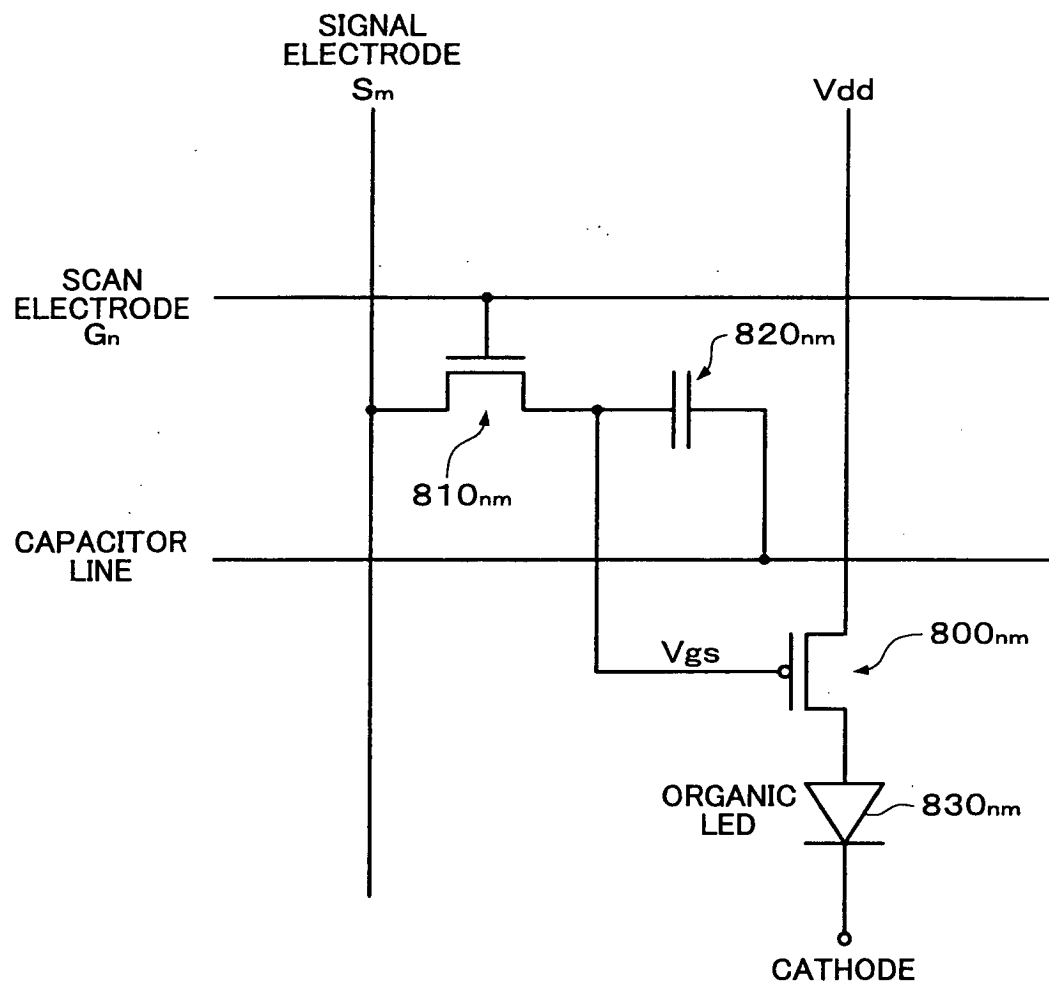 SIGNAL
ELECTRODE
Sm
Vdd
SCAN
ELECTRODE
Gn
820nm
810nm
CAPACITOR
LINE
800nm
Vgs
ORGANIC
LED
830nm
CATHODE